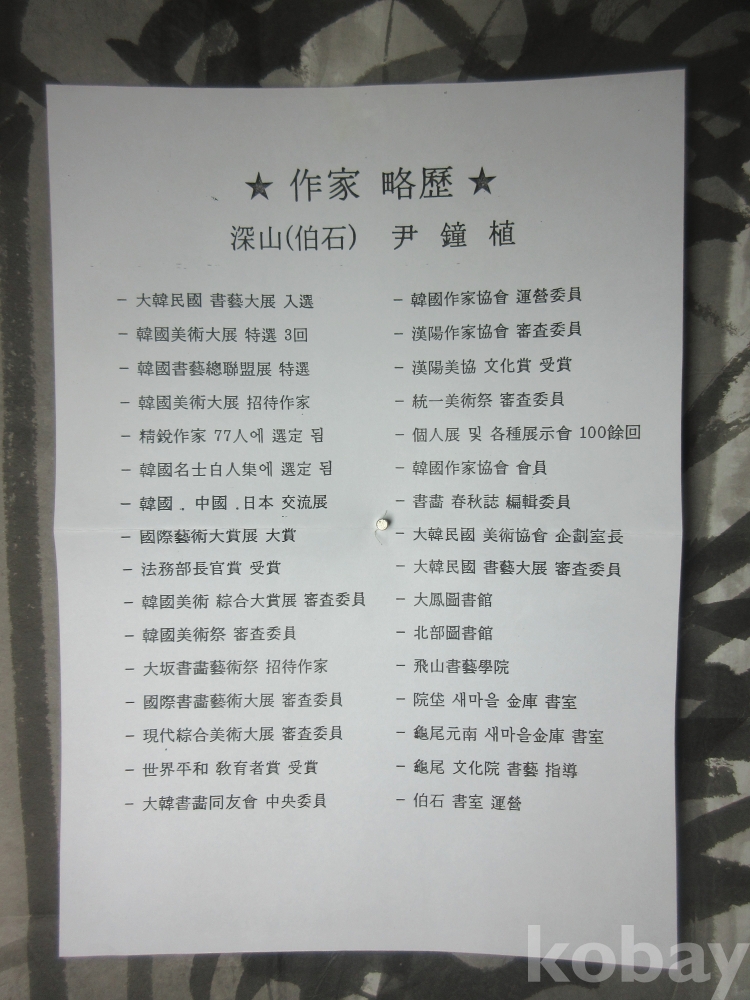 ★ 作家 略歷 ★
深山(伯石) 尹 鐘 植
- 大韓民國 書藝大展 入選
- 韓國美術大展 特選 3回
- 韓國書藝總聯盟展 特選
- 韓國美術大展 招待作家
- 精銳作家 77人에 選定 됨
- 韓國名士百人集에 選定 됨
- 韓國 . 中國 .日本 交流展
- 國際藝術大賞展 大賞
- 法務部長官賞 受賞
- 韓國美術 綜合大賞展 審査委員
- 韓國美術祭 審査委員
- 大坂書畵藝術祭 招待作家
- 國際書畵藝術大展 審査委員
- 現代綜合美術大展 審査委員
- 世界平和 敎育者賞 受賞
- 大韓書畵同友會 中央委員
- 韓國作家協會 運營委員
- 漢陽作家協會 審査委員
- 漢陽美協 文化賞 受賞
- 統一美術祭 審査委員
- 個人展 및 各種展示會 100餘回
- 韓國作家協會 會員
- 書畵 春秋誌 編輯委員
- 大韓民國 美術協會 企劃室長
- 大韓民國 書藝大展 審査委員
- 大鳳圖書館
- 北部圖書館
- 飛山書藝學院
- 院垈 새마을 金庫 書室
- 龜尾元南 새마을金庫 書室
- 龜尾 文化院 書藝 指導
- 伯石 書室 運營
kobay